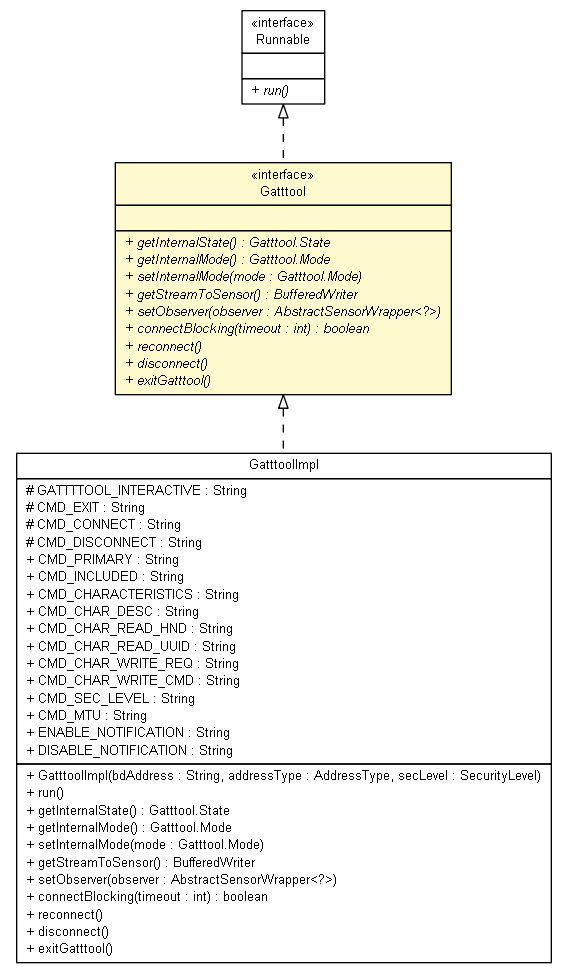 «interface»
Runnable
+ run()
«interface»
Gatttool
+ getInternalState() : Gatttool.State
+ getInternalMode() : Gatttool.Mode
+ setInternalMode(mode : Gatttool.Mode)
+ getStreamToSensor() : BufferedWriter
+ setObserver(observer : AbstractSensorWrapper<?>)
+ connectBlocking(timeout : int) : boolean
+ reconnect()
+ disconnect()
+ exitGatttool()
GatttoolImpl
# GATTTTOOL_INTERACTIVE : String
# CMD_EXIT : String
# CMD_CONNECT : String
# CMD_DISCONNECT : String
+ CMD_PRIMARY : String
+ CMD_INCLUDED : String
+ CMD_CHARACTERISTICS : String
+ CMD_CHAR_DESC : String
+ CMD_CHAR_READ_HND : String
+ CMD_CHAR_READ_UUID : String
+ CMD_CHAR_WRITE_REQ : String
+ CMD_CHAR_WRITE_CMD : String
+ CMD_SEC_LEVEL : String
+ CMD_MTU : String
+ ENABLE_NOTIFICATION : String
+ DISABLE_NOTIFICATION : String
+ GatttoolImpl(bdAddress : String, addressType : AddressType, secLevel : SecurityLevel)
+ run()
+ getInternalState() : Gatttool.State
+ getInternalMode() : Gatttool.Mode
+ setInternalMode(mode : Gatttool.Mode)
+ getStreamToSensor() : BufferedWriter
+ setObserver(observer : AbstractSensorWrapper<?>)
+ connectBlocking(timeout : int) : boolean
+ reconnect()
+ disconnect()
+ exitGatttool()